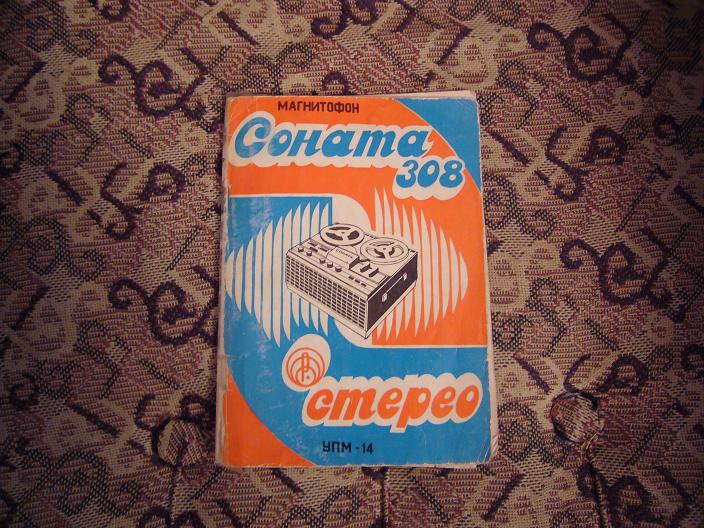 МАГНИТОФОН
Соната
308
стерео
УПМ-14